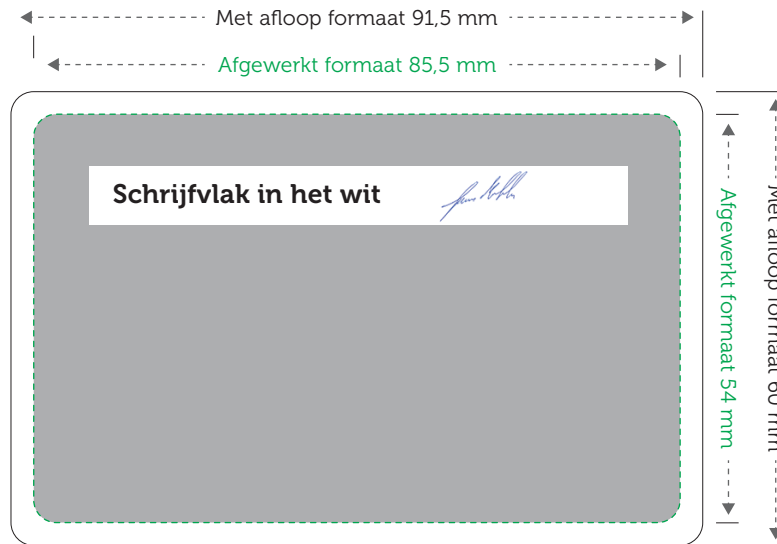 Met afloop formaat 91,5 mm
Afgewerkt formaat 85,5 mm
Schrijfvlak in het wit
Afgewerkt formaat 54 mm
Met afloop formaat 60 mm